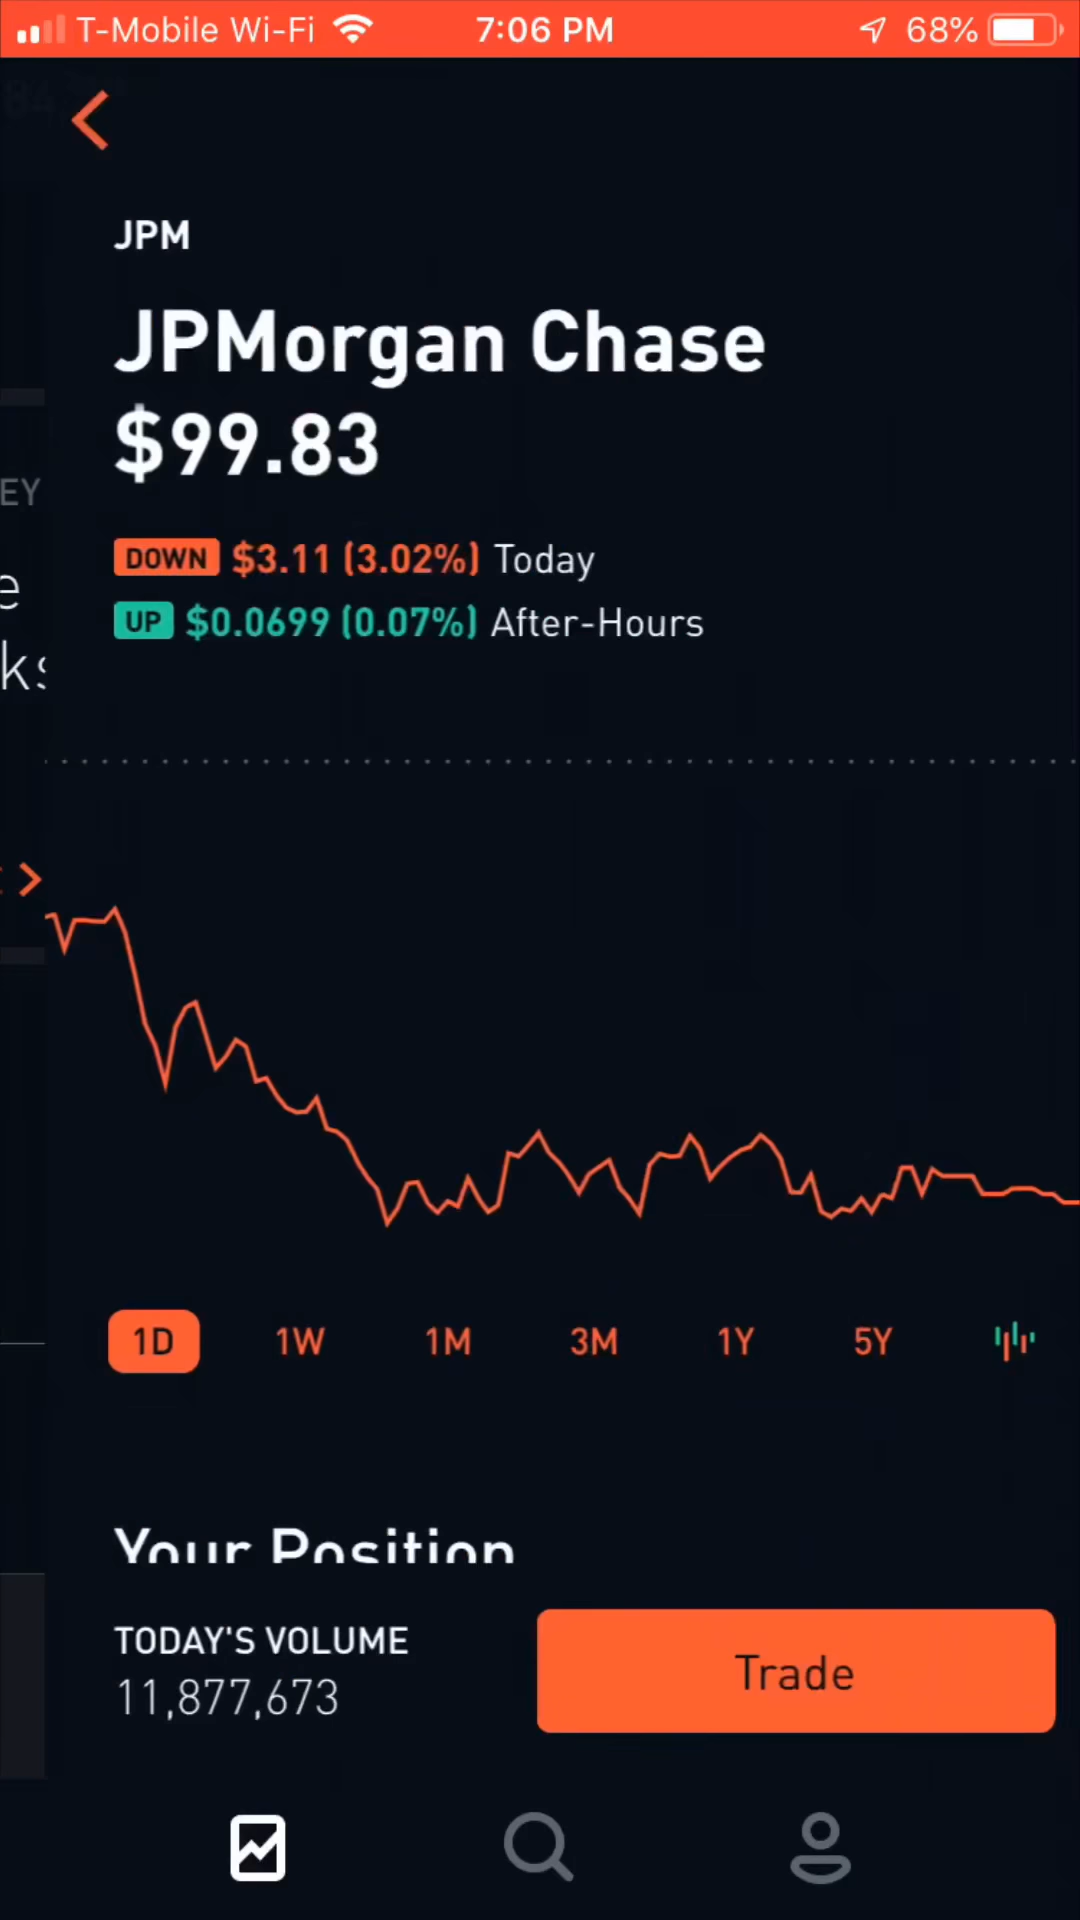 T-Mobile Wi-Fi 7:06 PM 68%
JPM
JPMorgan Chase
$99.83
DOWN $3.11 (3.02%) Today
UP $0.0699 (0.07%) After-Hours
EY
e
ks
1D 1W 1M 3M 1Y 5Y
Your Position
TODAY'S VOLUME
11,877,673
Trade